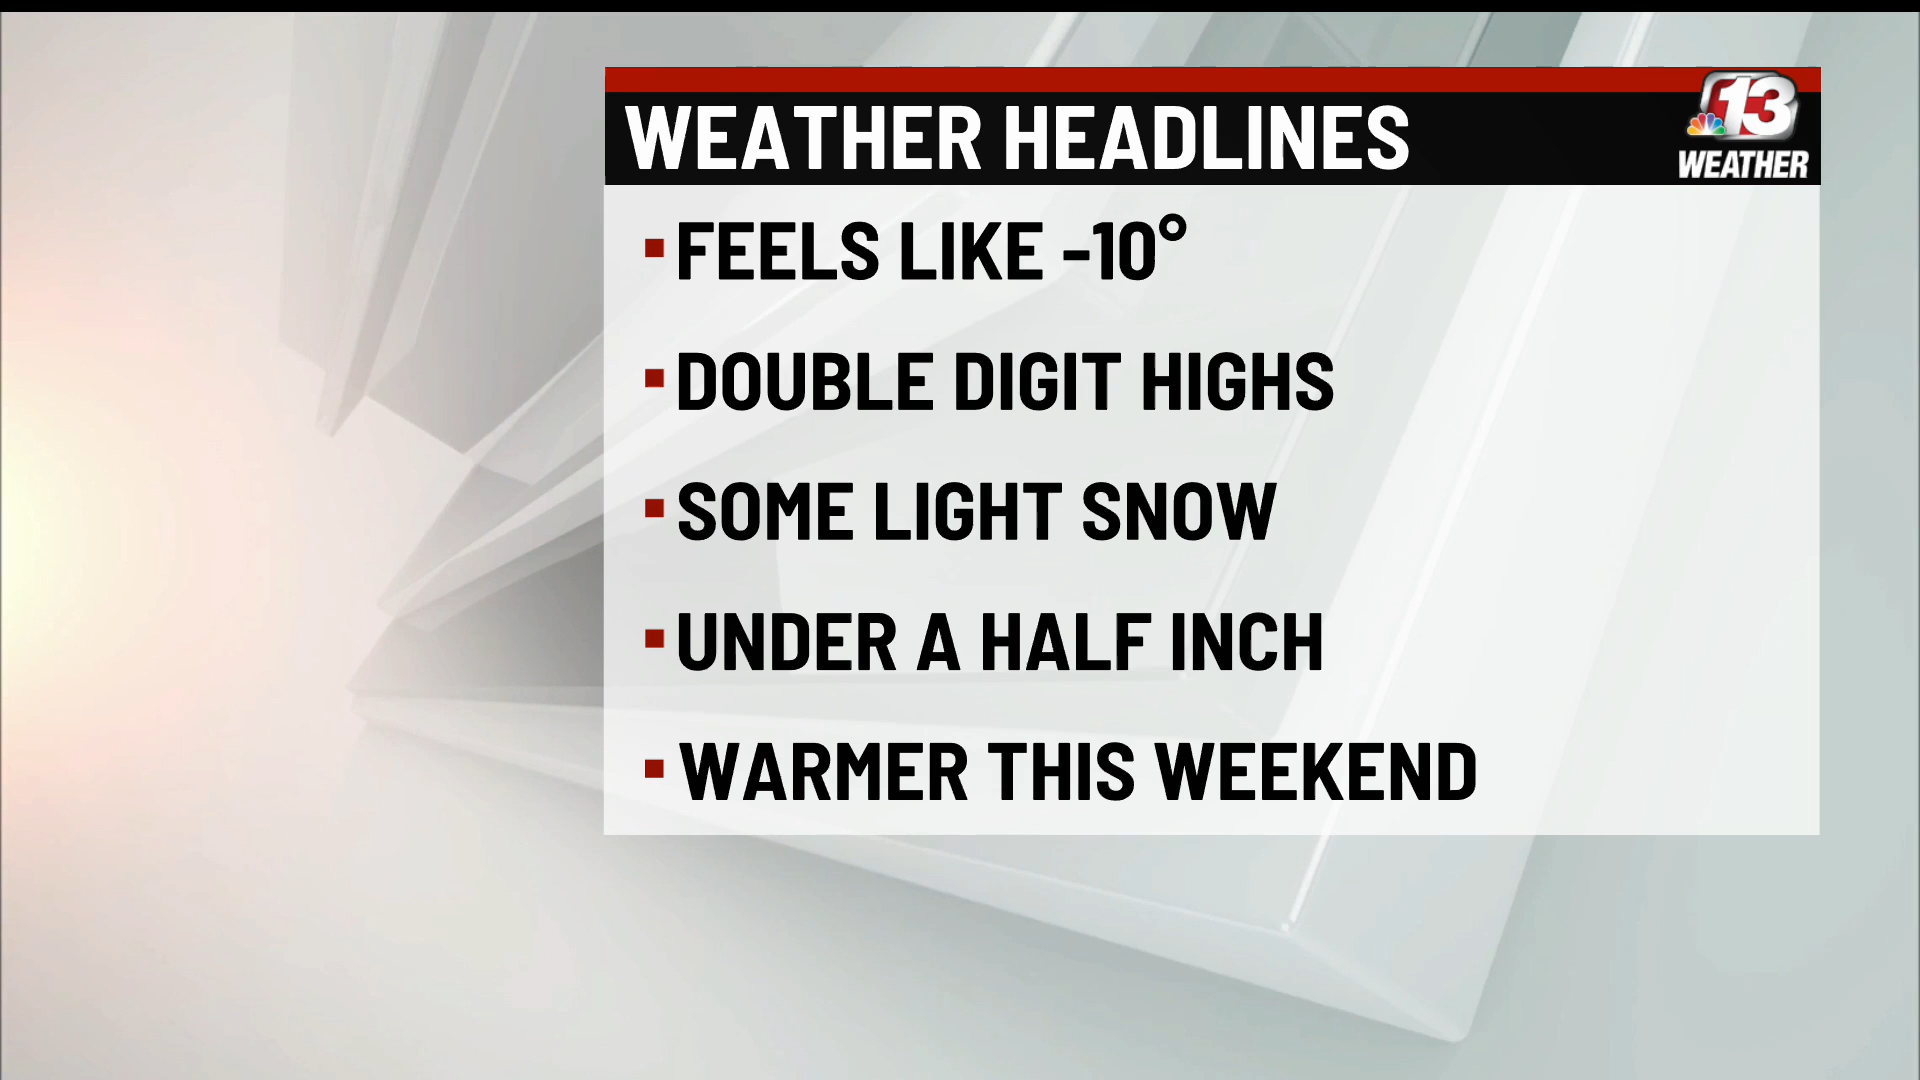 WEATHER HEADLINES
13
WEATHER
FEELS LIKE -10°
DOUBLE DIGIT HIGHS
SOME LIGHT SNOW
UNDER A HALF INCH
WARMER THIS WEEKEND